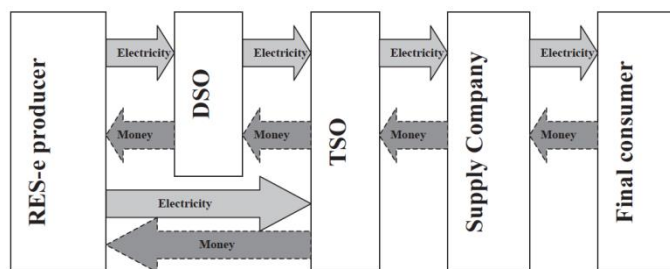 RES-e producer
Electricity
Money
DSO
Electricity
Money
Electricity
Money
TSO
Electricity
Money
Supply Company
Electricity
Money
Final consumer